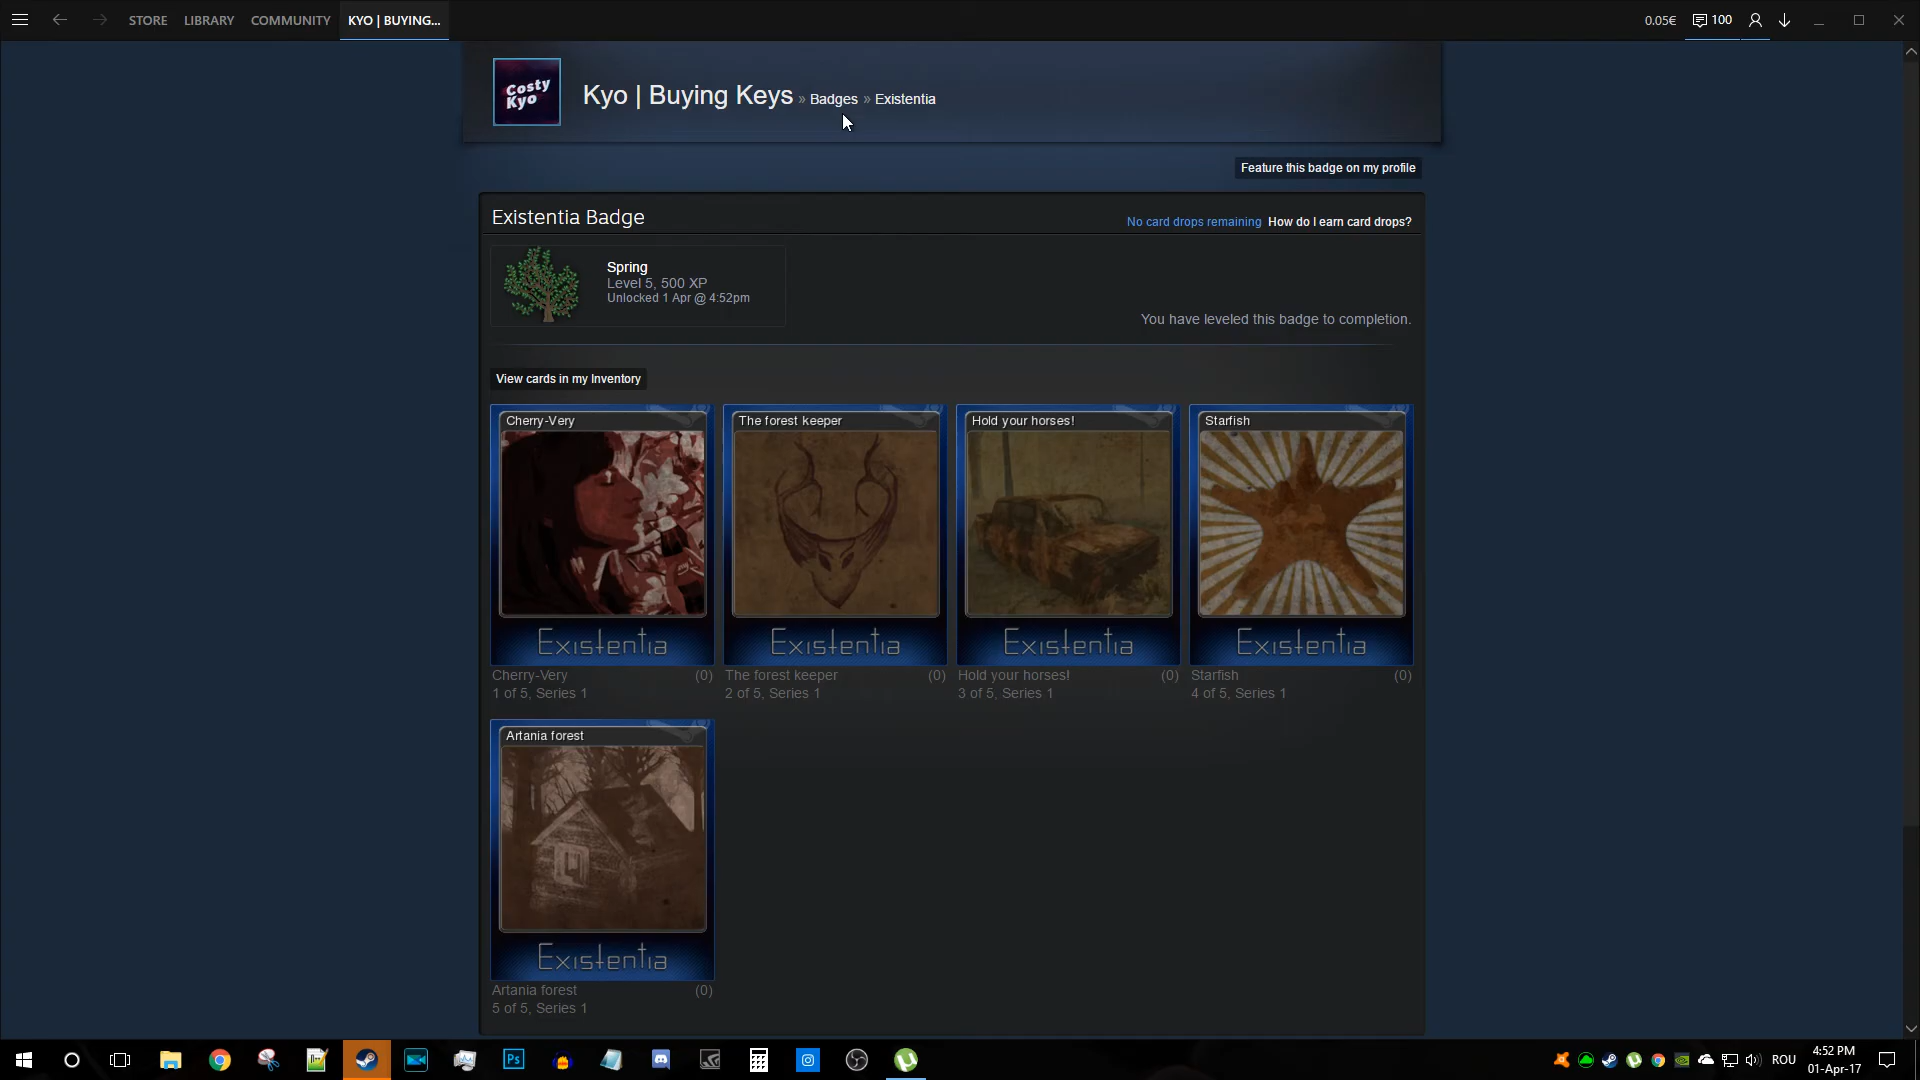 STORE LIBRARY COMMUNITY KYO | BUYING... 0.05€ 100
Costy
Kyo
Kyo | Buying Keys » Badges » Existentia
Feature this badge on my profile
Existentia Badge
No card drops remaining How do I earn card drops?
Spring
Level 5, 500 XP
Unlocked 1 Apr @ 4:52pm
You have leveled this badge to completion.
View cards in my Inventory
Cherry-Very The forest keeper Hold your horses! Starfish
Existentia Existentia Existentia Existentia
Cherry-Very (0) The forest keeper (0) Hold your horses! (0) Starfish (0)
1 of 5, Series 1 2 of 5, Series 1 3 of 5, Series 1 4 of 5, Series 1
Artania forest
Existentia
Artania forest (0)
5 of 5, Series 1
Ps
ROU
4:52 PM
01-Apr-17